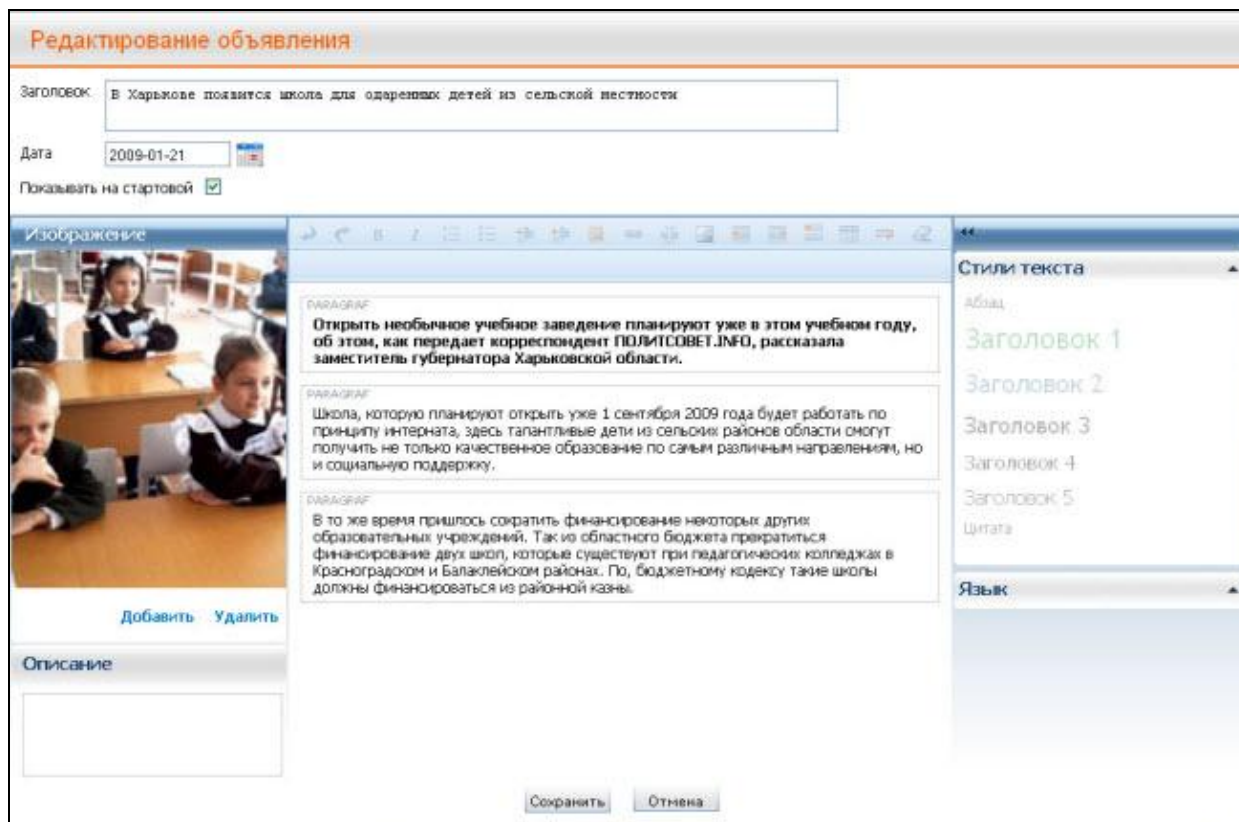 Редактирование объявления
Заголовок
В Харькове появится школа для одаренных детей из сельской местности
Дата
2009-01-21
Показывать на стартовой
Изображение
Добавить Удалить
Описание
B I
PARAGRAF
Открыть необычное учебное заведение планируют уже в этом учебном году,
об этом, как передает корреспондент ПОЛИТСОВЕТ.INFO, рассказала
заместитель губернатора Харьковской области.
PARAGRAF
Школа, которую планируют открыть уже 1 сентября 2009 года будет работать по
принципу интерната, здесь талантливые дети из сельских районов области смогут
получить не только качественное образование по самым различным направлениям, но
и социальную поддержку.
PARAGRAF
В то же время пришлось сократить финансирование некоторых других
образовательных учреждений. Так из областного бюджета прекратиться
финансирование двух школ, которые существуют при педагогических колледжах в
Красноградском и Балаклейском районах. По, бюджетному кодексу такие школы
должны финансироваться из районной казны.
Стили текста
Абзац
Заголовок 1
Заголовок 2
Заголовок 3
Заголовок 4
Заголовок 5
Цитата
Язык
Сохранить Отмена